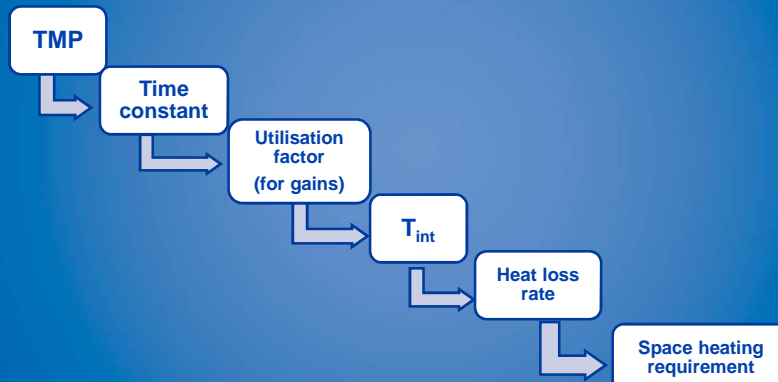 TMP
Time
constant
Utilisation
factor
(for gains)
Tint
Heat loss
rate
Space heating
requirement